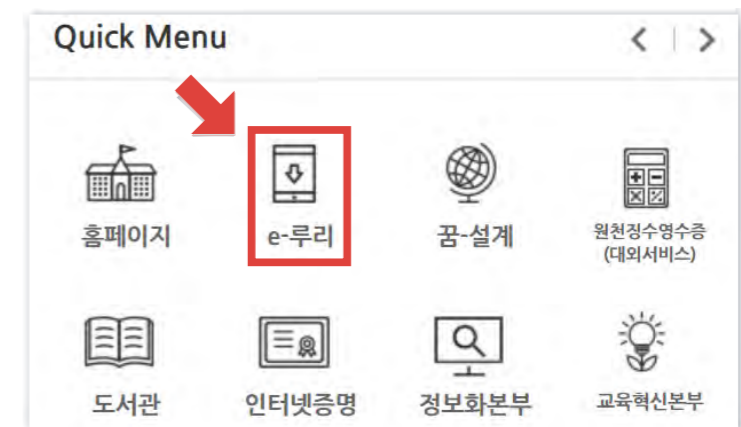 Quick Menu
홈페이지
e-루리
꿈-설계
원천징수영수증
(대외서비스)
도서관
인터넷증명
정보화본부
교육혁신본부